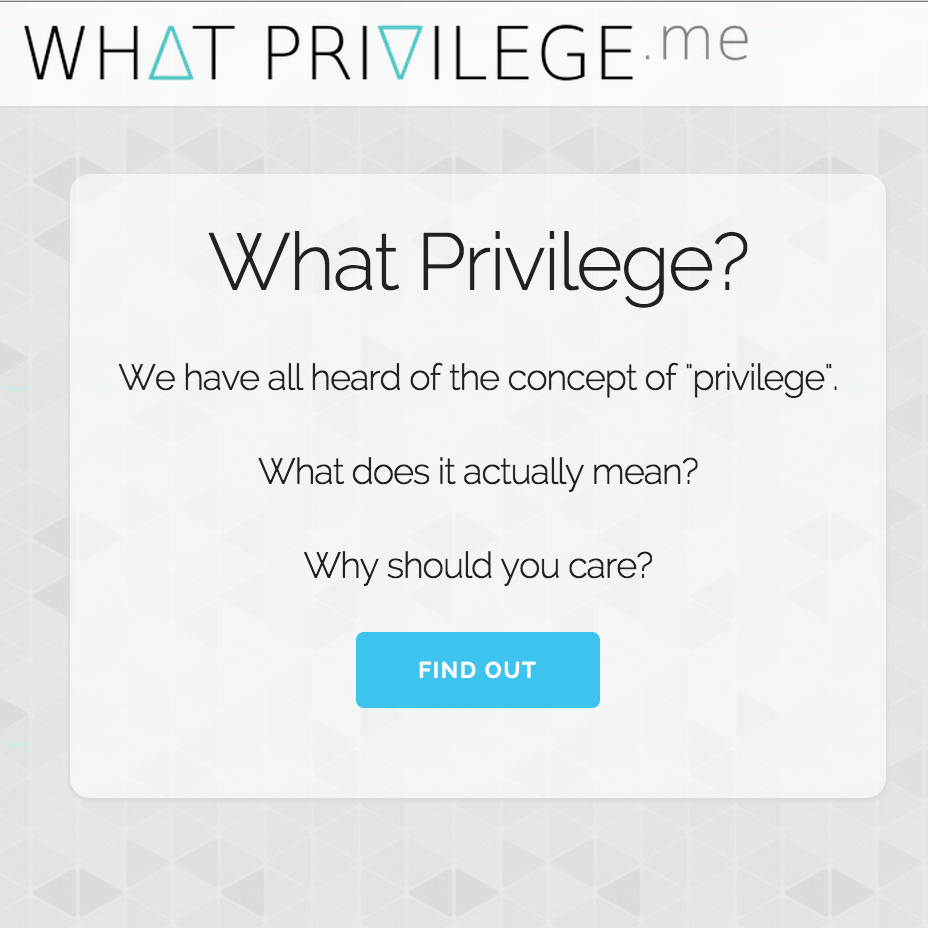 WHAT PRIVILEGE.me
What Privilege?
We have all heard of the concept of "privilege".
What does it actually mean?
Why should you care?
FIND OUT